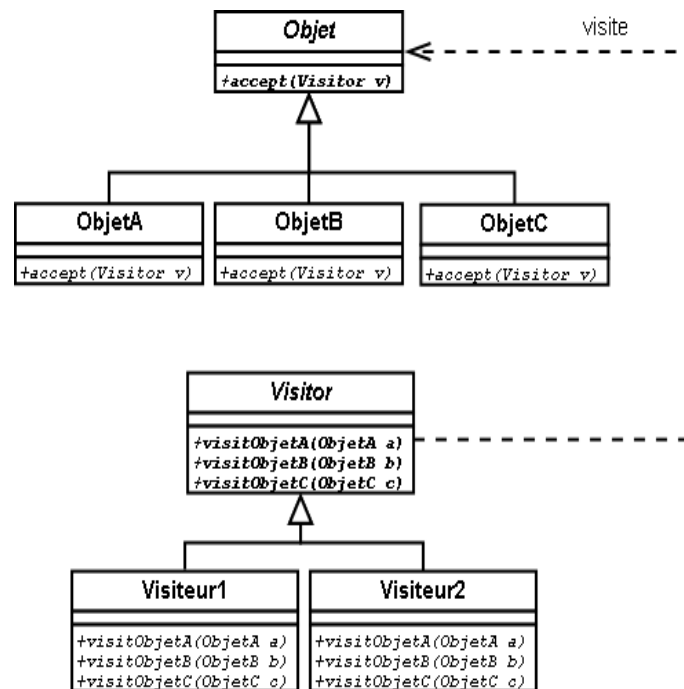 Objet
visite
+accept(Visitor v)
ObjetA
ObjetB
ObjetC
+accept(Visitor v)
+accept(Visitor v)
+accept(Visitor v)
Visitor
+visitObjetA(ObjetA a)
+visitObjetB(ObjetB b)
+visitObjetC(ObjetC c)
Visiteur1
+visitObjetA(ObjetA a)
+visitObjetB(ObjetB b)
+visitObjetC(ObjetC c)
Visiteur2
+visitObjetA(ObjetA a)
+visitObjetB(ObjetB b)
+visitObjetC(ObjetC c)